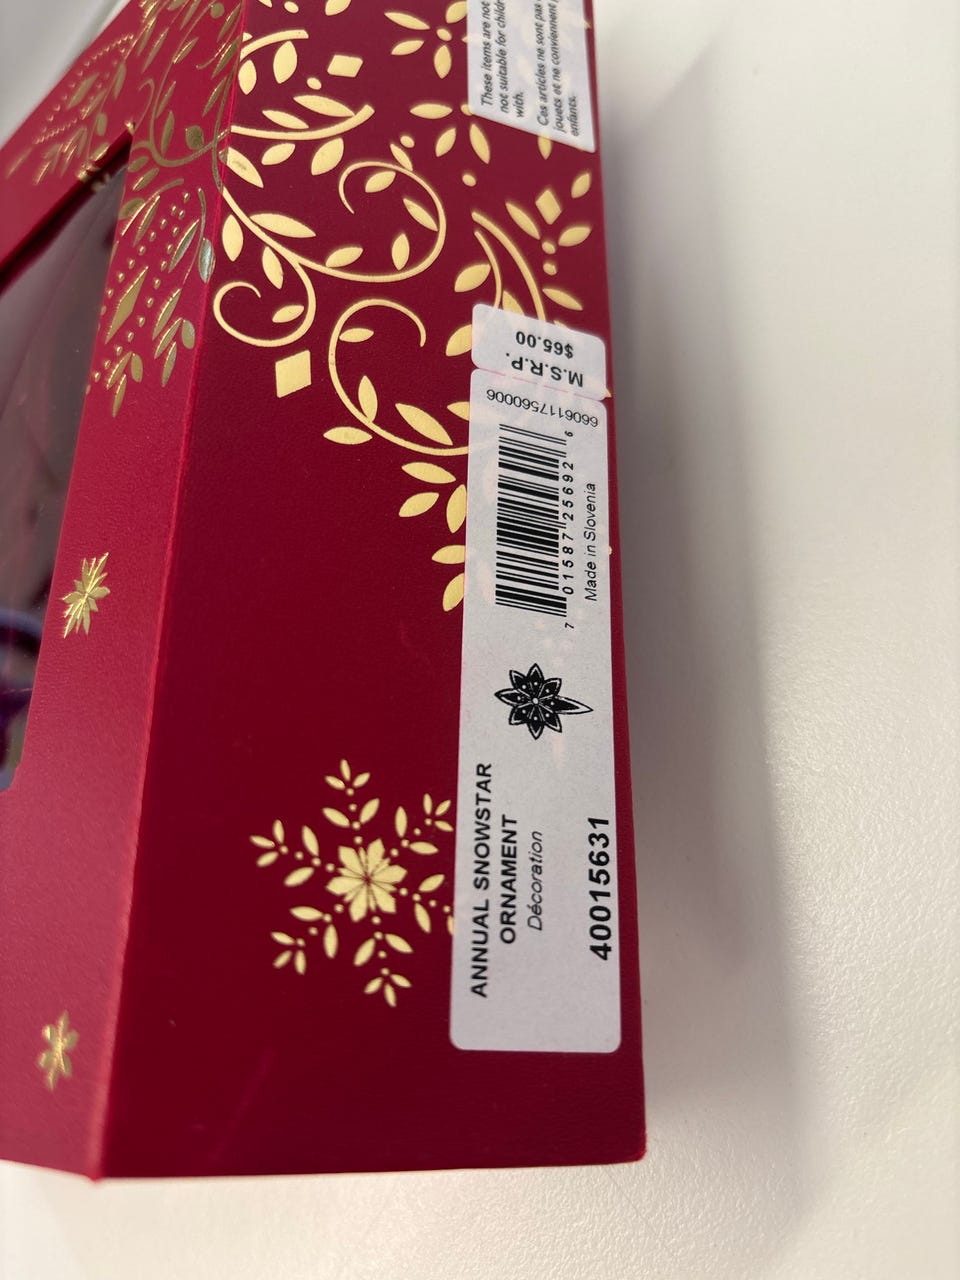 These items are not
not suitable for
with.
Ces articles ne sont pas
jouets et ne conviennent
enfants.
M.S.R.P.
$65.00
6606117560006
7 01587 25692 6
Made in Slovenia
ANNUAL SNOWSTAR
ORNAMENT
Décoration
40015631